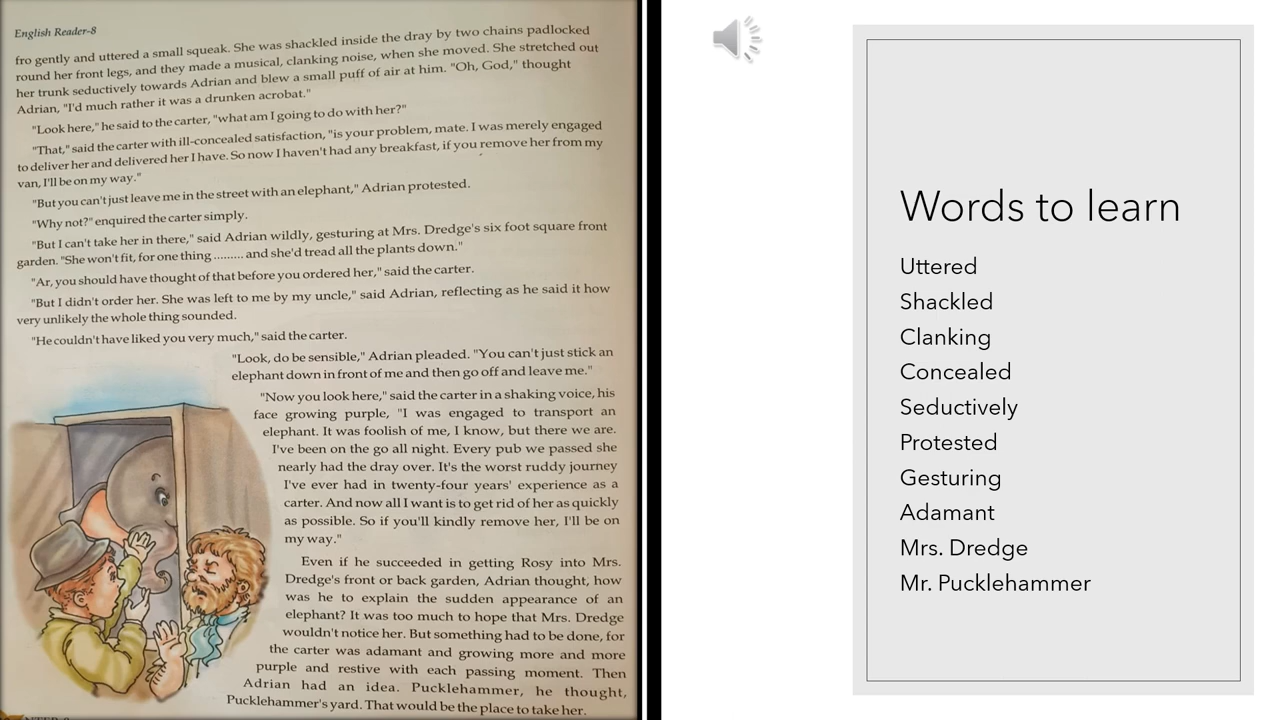 English Reader-8
fro gently and uttered a small squeak. She was shackled inside the dray by two chains padlocked
round her front legs, and they made a musical, clanking noise, when she moved. She stretched out
her trunk seductively towards Adrian and blew a small puff of air at him. "Oh, God," thought
Adrian, "I'd much rather it was a drunken acrobat."
"Look here," he said to the carter, "what am I going to do with her?"
"That," said the carter with ill-concealed satisfaction, "is your problem, mate. I was merely engaged
to deliver her and delivered her I have. So now I haven't had any breakfast, if you remove her from my
van, I'll be on my way."
"But you can't just leave me in the street with an elephant," Adrian protested.
"Why not?" enquired the carter simply.
"But I can't take her in there," said Adrian wildly, gesturing at Mrs. Dredge's six foot square front
garden. "She won't fit, for one thing ......... and she'd tread all the plants down."
"Ar, you should have thought of that before you ordered her," said the carter.
"But I didn't order her. She was left to me by my uncle," said Adrian, reflecting as he said it how
very unlikely the whole thing sounded.
"He couldn't have liked you very much," said the carter.
"Look, do be sensible," Adrian pleaded. "You can't just stick an
elephant down in front of me and then go off and leave me."
"Now you look here," said the carter in a shaking voice, his
face growing purple, "I was engaged to transport an
elephant. It was foolish of me, I know, but there we are.
I've been on the go all night. Every pub we passed she
nearly had the dray over. It's the worst ruddy journey
I've ever had in twenty-four years' experience as a
carter. And now all I want is to get rid of her as quickly
as possible. So if you'll kindly remove her, I'll be on
my way."
Even if he succeeded in getting Rosy into Mrs.
Dredge's front or back garden, Adrian thought, how
was he to explain the sudden appearance of an
elephant? It was too much to hope that Mrs. Dredge
wouldn't notice her. But something had to be done, for
the carter was adamant and growing more and more
purple and restive with each passing moment. Then
Adrian had an idea. Pucklehammer, he thought,
Pucklehammer's yard. That would be the place to take her.
Words to learn
Uttered
Shackled
Clanking
Concealed
Seductively
Protested
Gesturing
Adamant
Mrs. Dredge
Mr. Pucklehammer